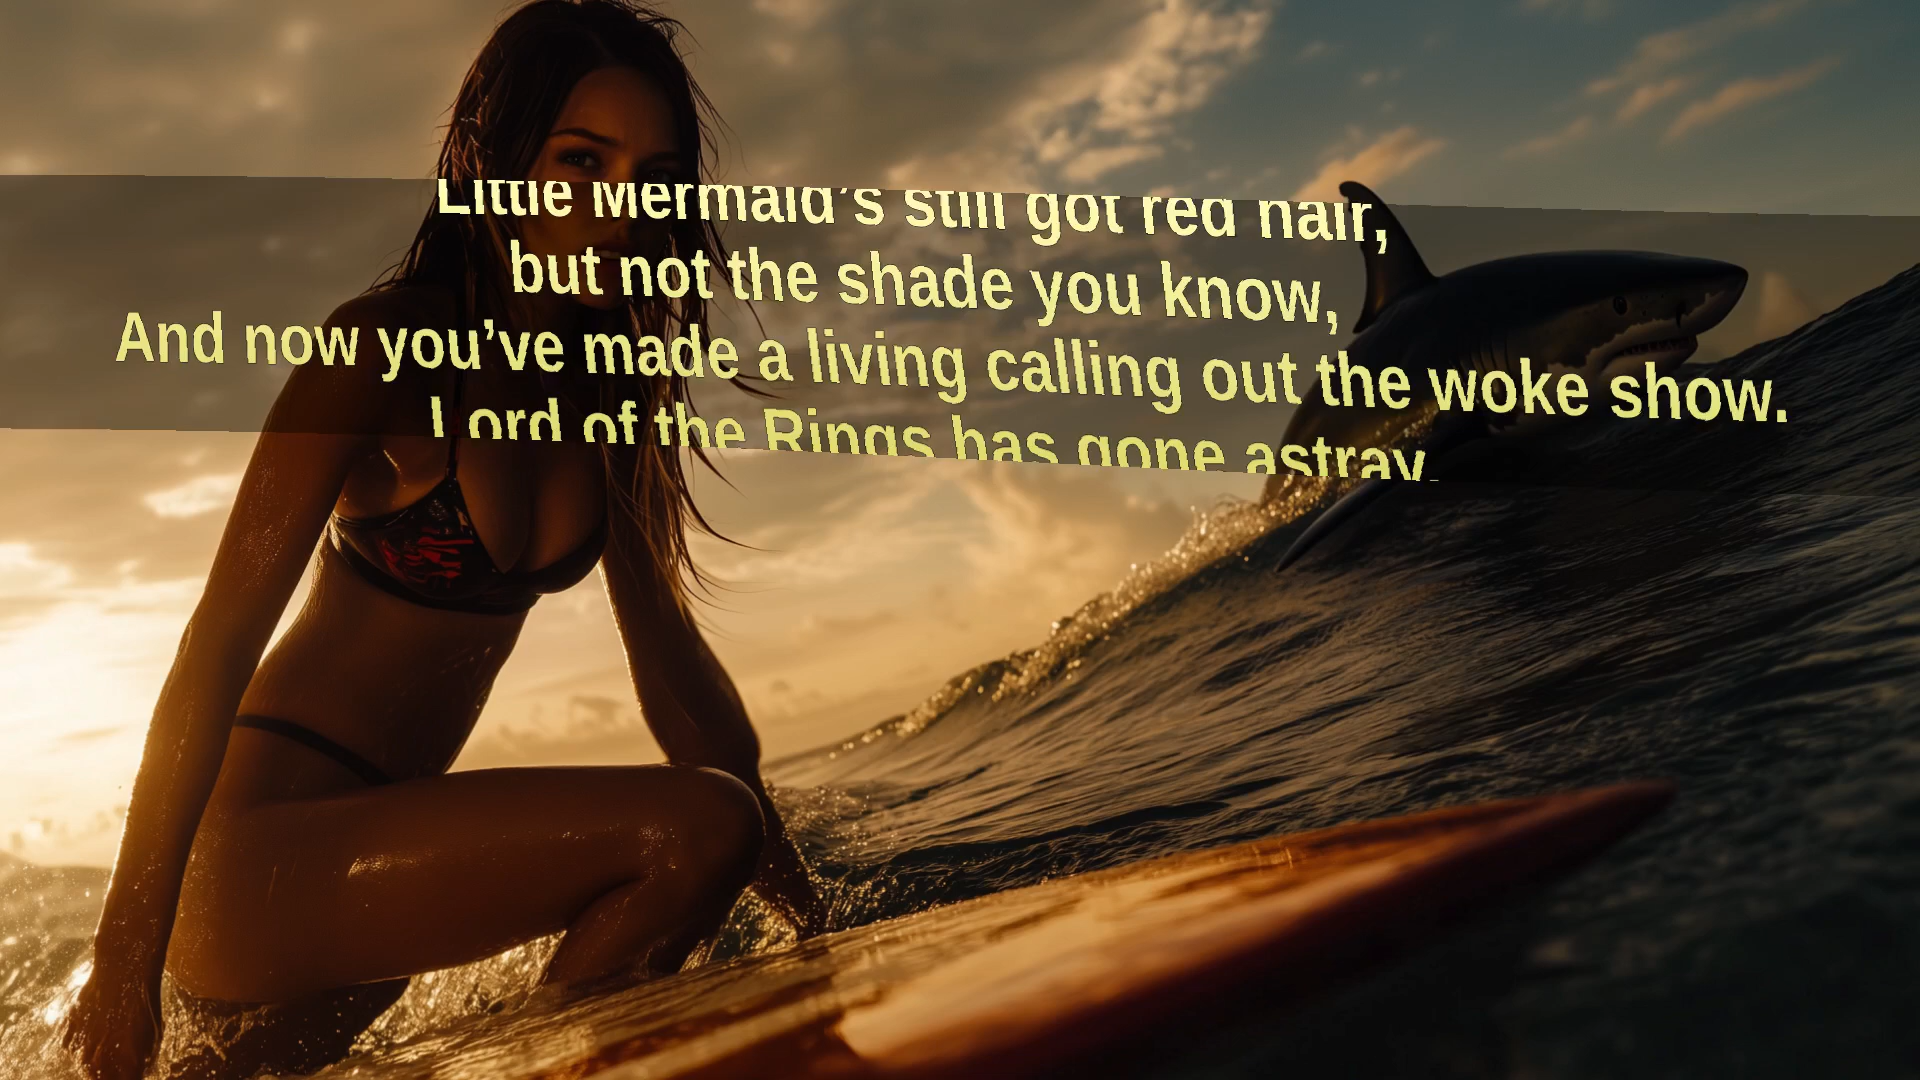 Little Mermaid’s still got red hair,
but not the shade you know,
And now you’ve made a living calling out the woke show.
Lord of the Rings has gone astray,